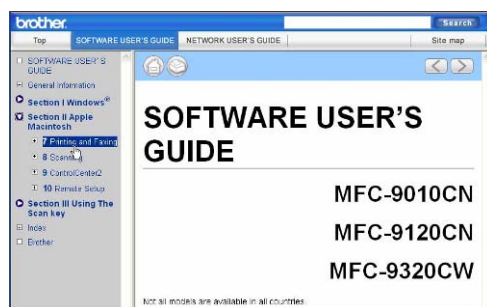 brother.
Search
Top
SOFTWARE USER'S GUIDE
NETWORK USER'S GUIDE
Site map
SOFTWARE USER'S
GUIDE
General Information
Section I Windows®
Section II Apple
Macintosh
7 Printing and Faxing
8 Scanning
9 ControlCenter2
10 Remote Setup
Section III Using The
Scan key
Index
Brother
SOFTWARE USER'S
GUIDE
MFC-9010CN
MFC-9120CN
MFC-9320CW
Not all models are available in all countries.